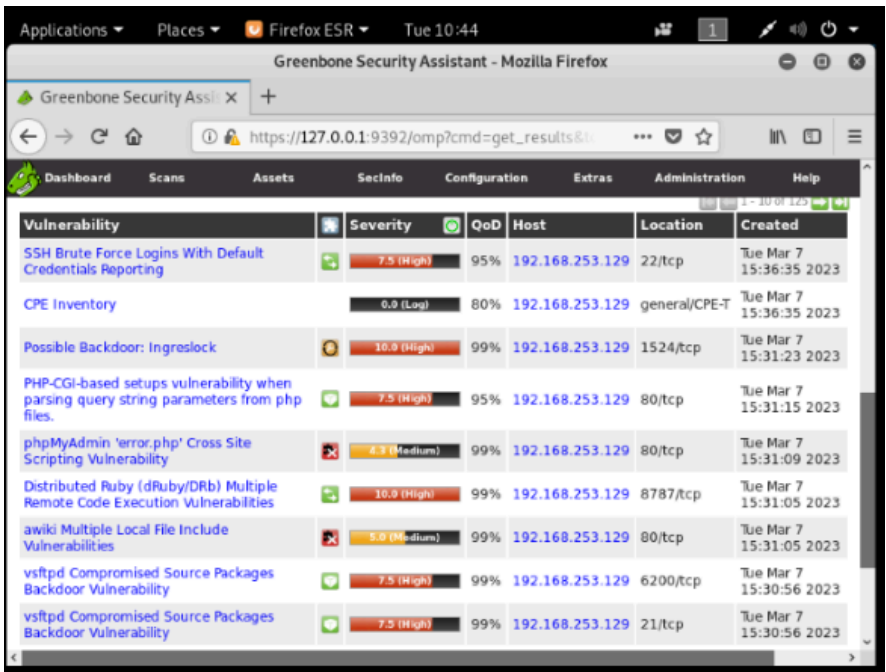 Applications Places Firefox ESR Tue 10:44 1
Greenbone Security Assistant - Mozilla Firefox
Greenbone Security Assi
https://127.0.0.1:9392/omp?cmd=get_results&
Dashboard Scans Assets SecInfo Configuration Extras Administration Help
1 - 10 of 125
Vulnerability Severity QoD Host Location Created
SSH Brute Force Logins With Default
Credentials Reporting
7.5 (High) 95% 192.168.253.129 22/tcp
Tue Mar 7
15:36:35 2023
CPE Inventory
0.0 (Log) 80% 192.168.253.129 general/CPE-T
Tue Mar 7
15:36:35 2023
Possible Backdoor: Ingreslock
10.0 (High) 99% 192.168.253.129 1524/tcp
Tue Mar 7
15:31:23 2023
PHP-CGI-based setups vulnerability when
parsing query string parameters from php
files.
7.5 (High) 95% 192.168.253.129 80/tcp
Tue Mar 7
15:31:15 2023
phpMyAdmin 'error.php' Cross Site
Scripting Vulnerability
4.3 (Medium) 99% 192.168.253.129 80/tcp
Tue Mar 7
15:31:09 2023
Distributed Ruby (dRuby/DRb) Multiple
Remote Code Execution Vulnerabilities
10.0 (High) 99% 192.168.253.129 8787/tcp
Tue Mar 7
15:31:05 2023
awiki Multiple Local File Include
Vulnerabilities
5.0 (Medium) 99% 192.168.253.129 80/tcp
Tue Mar 7
15:31:05 2023
vsftpd Compromised Source Packages
Backdoor Vulnerability
7.5 (High) 99% 192.168.253.129 6200/tcp
Tue Mar 7
15:30:56 2023
vsftpd Compromised Source Packages
Backdoor Vulnerability
7.5 (High) 99% 192.168.253.129 21/tcp
Tue Mar 7
15:30:56 2023